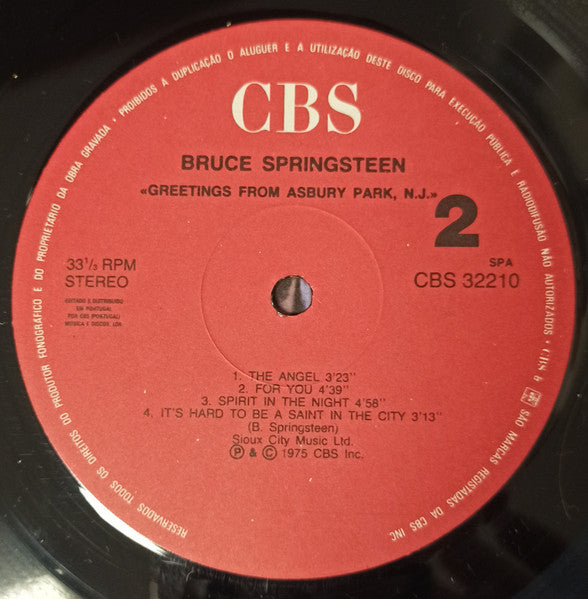 RESERVADOS TODOS OS DIREITOS DO PRODUTOR FONOGRÁFICO E DO PROPRIETÁRIO DA OBRA GRAVADA • PROIBIDOS A DUPLICAÇÃO O ALUGUER E A UTILIZAÇÃO DESTE DISCO PARA EXECUÇÃO PÚBLICA E RADIODIFUSÃO NÃO AUTORIZADOS • CBS & SÃO MARCAS REGISTADAS DA CBS INC
CBS
BRUCE SPRINGSTEEN
«GREETINGS FROM ASBURY PARK, N.J.»
2
33 1/3 RPM
STEREO
EDITADO E DISTRIBUIDO
EM PORTUGAL
POR CBS (PORTUGAL)
MÚSICA E DISCOS, LDA.
SPA
CBS 32210
1. THE ANGEL 3'23''
2. FOR YOU 4'39''
3. SPIRIT IN THE NIGHT 4'58''
4. IT'S HARD TO BE A SAINT IN THE CITY 3'13''
(B. Springsteen)
Sioux City Music Ltd.
Ⓟ & © 1975 CBS Inc.